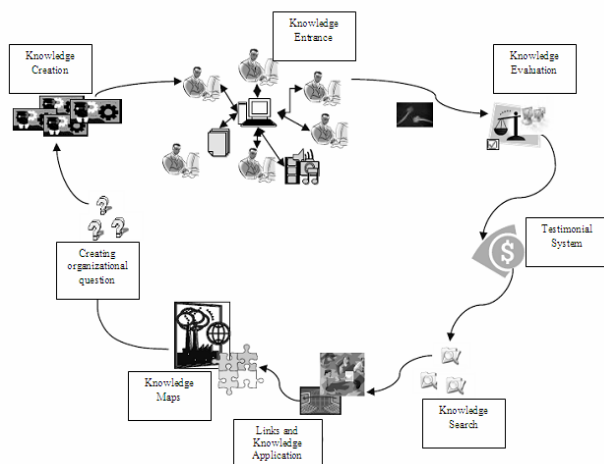 Knowledge
Entrance
Knowledge
Creation
Knowledge
Evaluation
Testimonial
System
Creating
organizational
question
Knowledge
Maps
Knowledge
Search
Links and
Knowledge
Application